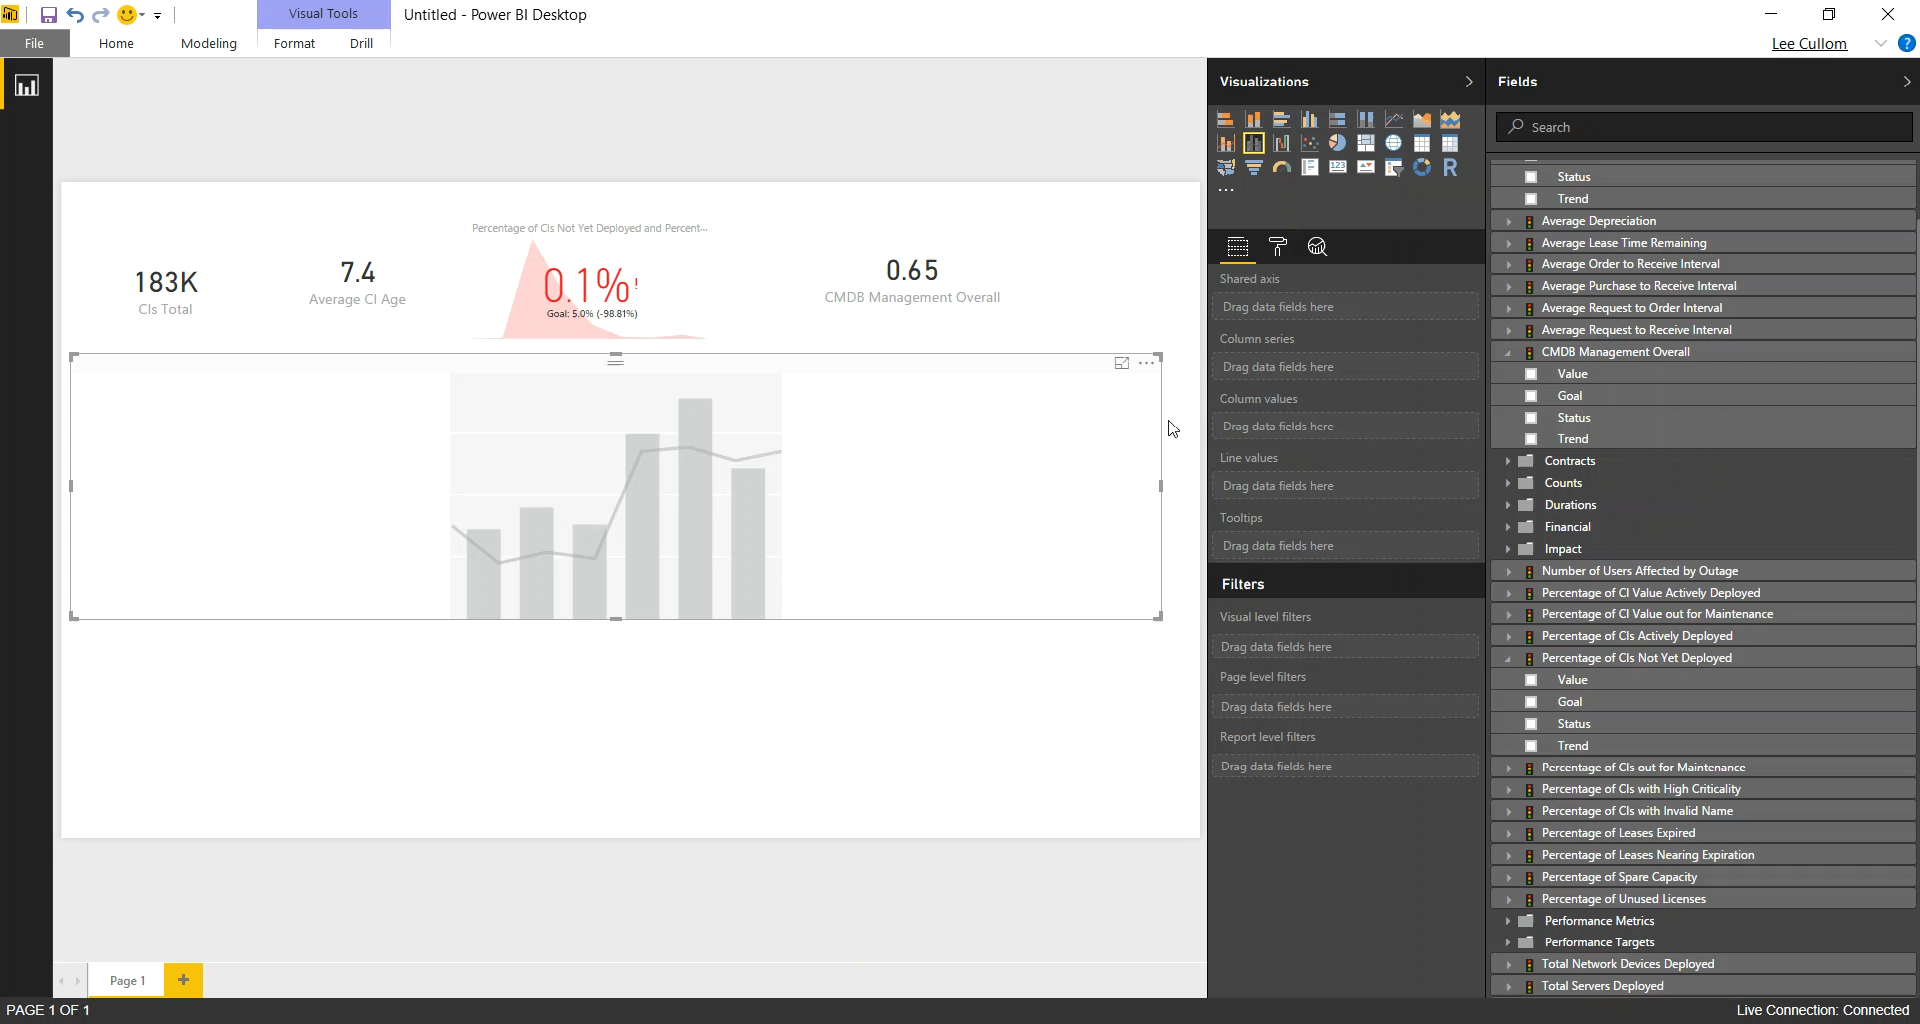 Visual Tools
Untitled - Power BI Desktop
File
Home
Modeling
Format
Drill
Lee Cullom
?
Percentage of CIs Not Yet Deployed and Percent...
183K
CIs Total
7.4
Average CI Age
0.1%!
Goal: 5.0% (-98.81%)
0.65
CMDB Management Overall
Visualizations
123
R
Shared axis
Drag data fields here
Column series
Drag data fields here
Column values
Drag data fields here
Line values
Drag data fields here
Tooltips
Drag data fields here
Filters
Visual level filters
Drag data fields here
Page level filters
Drag data fields here
Report level filters
Drag data fields here
Fields
Search
Status
Trend
Average Depreciation
Average Lease Time Remaining
Average Order to Receive Interval
Average Purchase to Receive Interval
Average Request to Order Interval
Average Request to Receive Interval
CMDB Management Overall
Value
Goal
Status
Trend
Contracts
Counts
Durations
Financial
Impact
Number of Users Affected by Outage
Percentage of CI Value Actively Deployed
Percentage of CI Value out for Maintenance
Percentage of CIs Actively Deployed
Percentage of CIs Not Yet Deployed
Value
Goal
Status
Trend
Percentage of CIs out for Maintenance
Percentage of CIs with High Criticality
Percentage of CIs with Invalid Name
Percentage of Leases Expired
Percentage of Leases Nearing Expiration
Percentage of Spare Capacity
Percentage of Unused Licenses
Performance Metrics
Performance Targets
Total Network Devices Deployed
Total Servers Deployed
Page 1
PAGE 1 OF 1
Live Connection: Connected